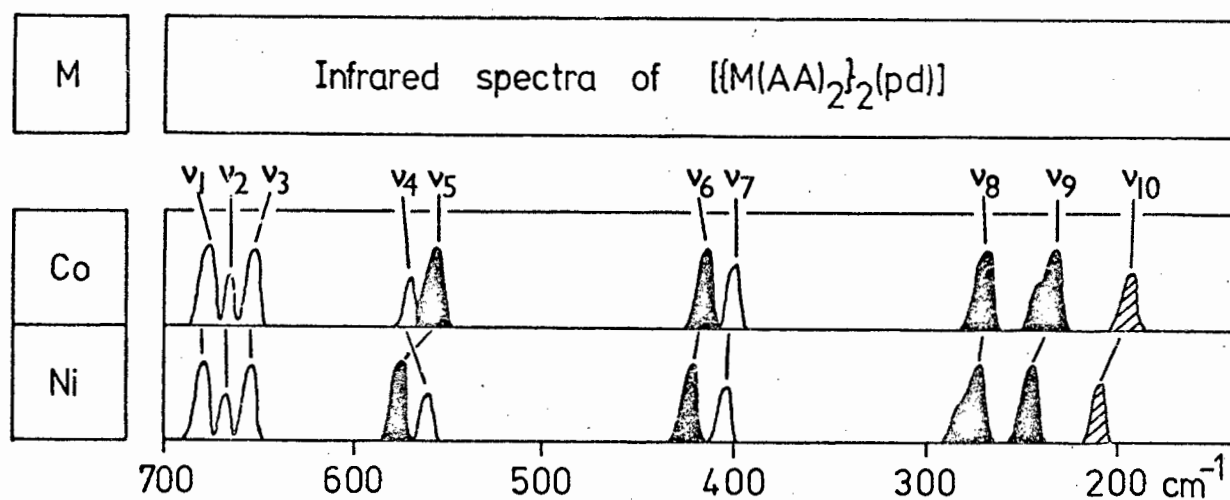 M
Infrared spectra of [{M(AA)₂}₂(pd)]
ν₁ ν₂ ν₃ ν₄ ν₅ ν₆ ν₇ ν₈ ν₉ ν₁₀
Co
Ni
700 600 500 400 300 200 cm⁻¹